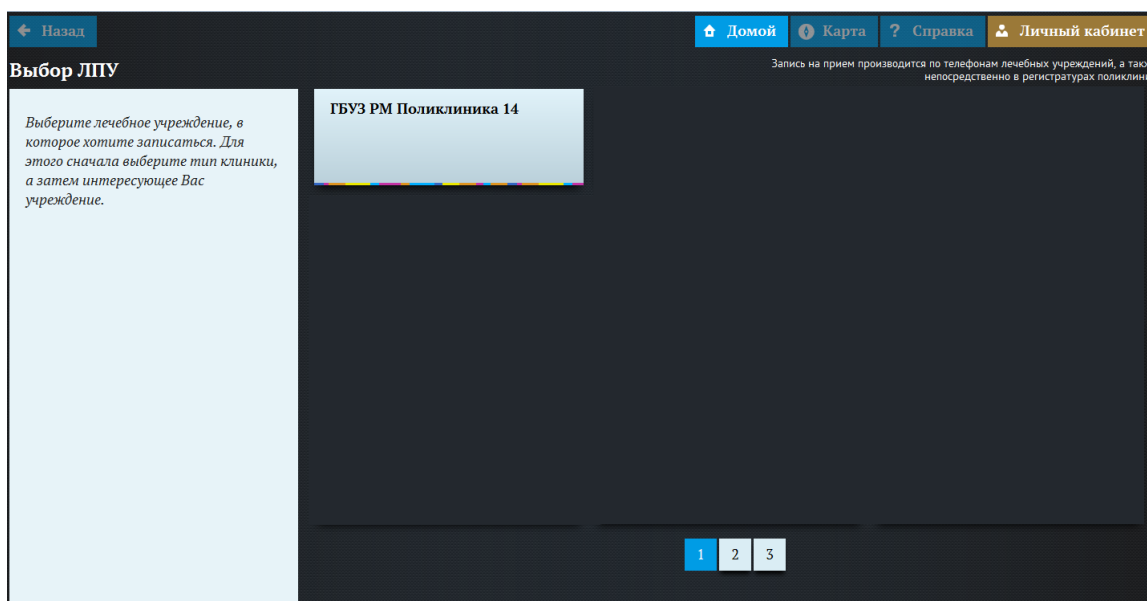 Назад
Домой
Карта
Справка
Личный кабинет
Выбор ЛПУ
Запись на прием производится по телефонам лечебных учреждений, а
непосредственно в регистратурах
Выберите лечебное учреждение, в
которое хотите записаться. Для
этого сначала выберите тип клиники,
а затем интересующее Вас
учреждение.
ГБУЗ РМ Поликлиника 14
1 2 3